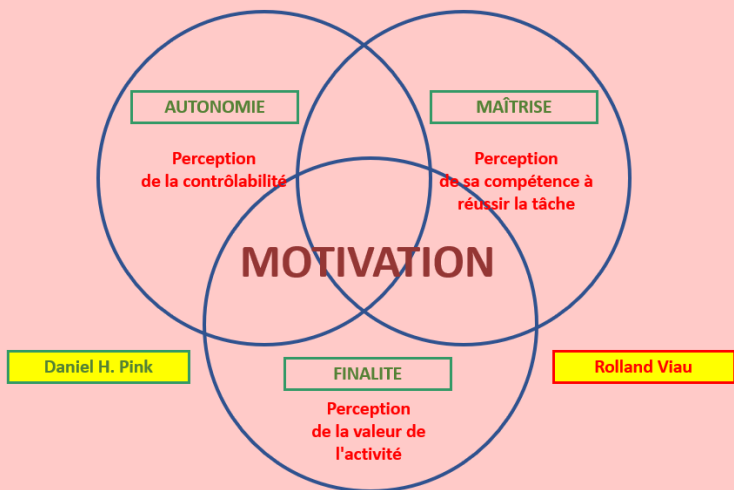 AUTONOMIE
Perception
de la contrôlabilité
MAÎTRISE
Perception
de sa compétence à
réussir la tâche
MOTIVATION
Daniel H. Pink
FINALITE
Perception
de la valeur de
l'activité
Rolland Viau